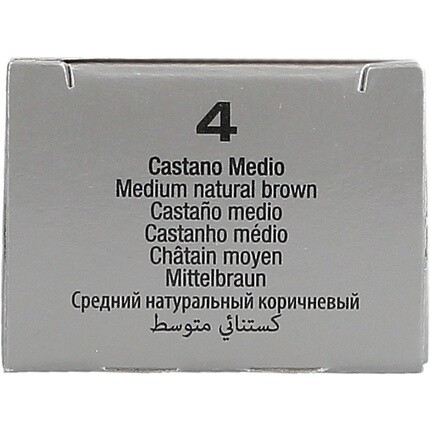 4
Castano Medio
Medium natural brown
Castaño medio
Castanho médio
Châtain moyen
Mittelbraun
Средний натуральный коричневый
كستنائي متوسط